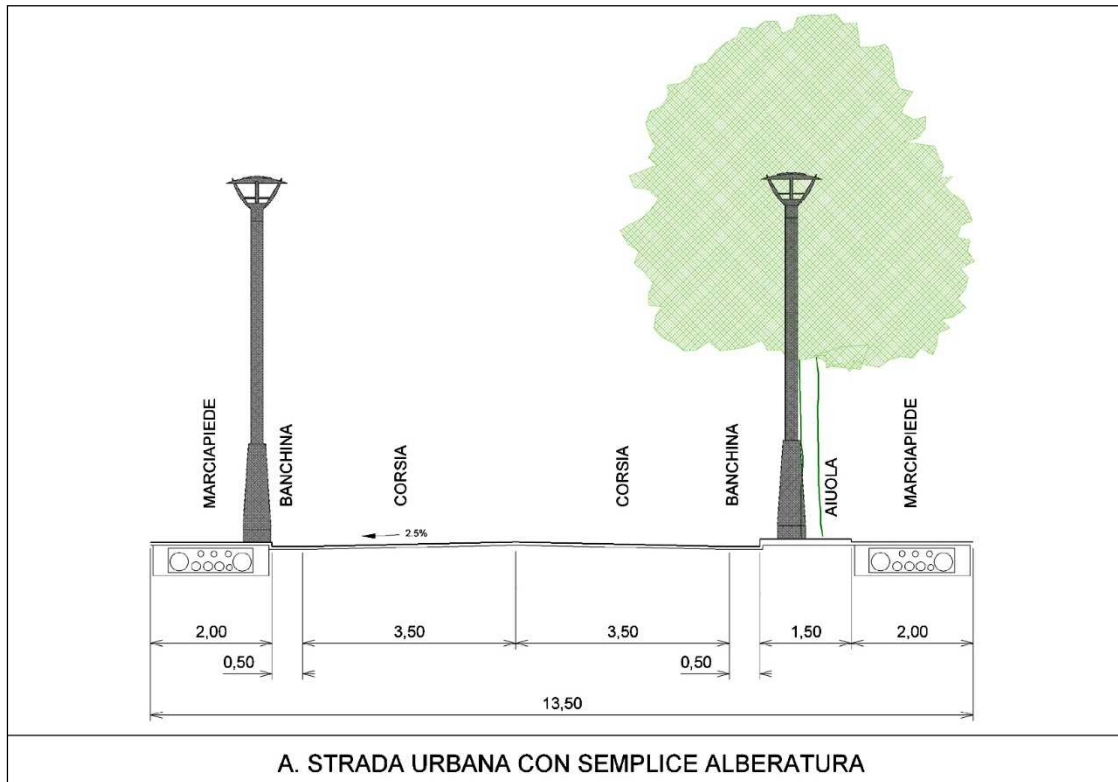 MARCIAPIEDE
BANCHINA
CORSIA
CORSIA
BANCHINA
AIUOLA
MARCIAPIEDE
2.5%
2,00
3,50
3,50
1,50
2,00
0,50
0,50
13,50
A. STRADA URBANA CON SEMPLICE ALBERATURA